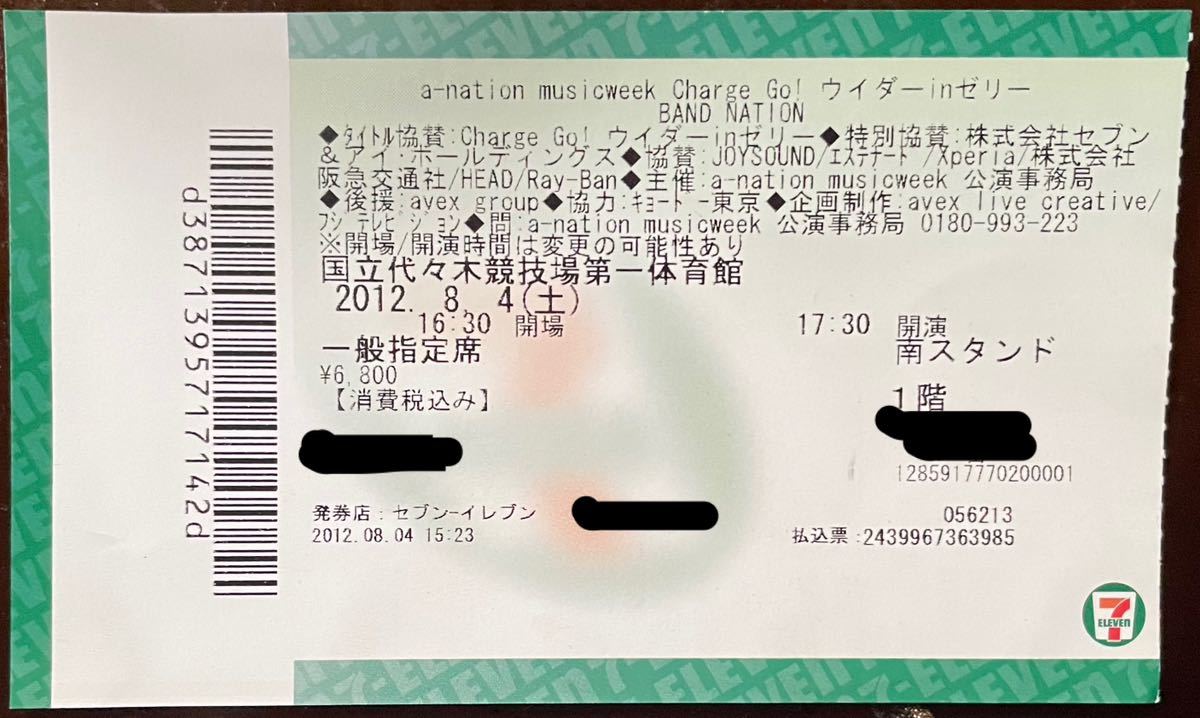 a-nation musicweek Charge Go! ウイダーinゼリー
BAND NATION
◆タイトル協賛:Charge Go! ウイダーinゼリー◆特別協賛:株式会社セブン
&アイ・ホールディングス◆協賛:JOYSOUND/エステナード/Xperia/株式会社
阪急交通社/HEAD/Ray-Ban◆主催:a-nation musicweek 公演事務局
◆後援:avex group◆協力:キョードー東京◆企画制作:avex live creative/
フジテレビジョン◆問:a-nation musicweek 公演事務局 0180-993-223
※開場/開演時間は変更の可能性あり
国立代々木競技場第一体育館
2012. 8. 4(土)
16:30 開場 17:30 開演
一般指定席 南スタンド
¥6,800
【消費税込み】 1階
1285917770200001
発券店:セブン-イレブン 056213
2012.08.04 15:23 払込票:2439967363985
d3871395717142d
7-ELEVEN
7
ELEVEN